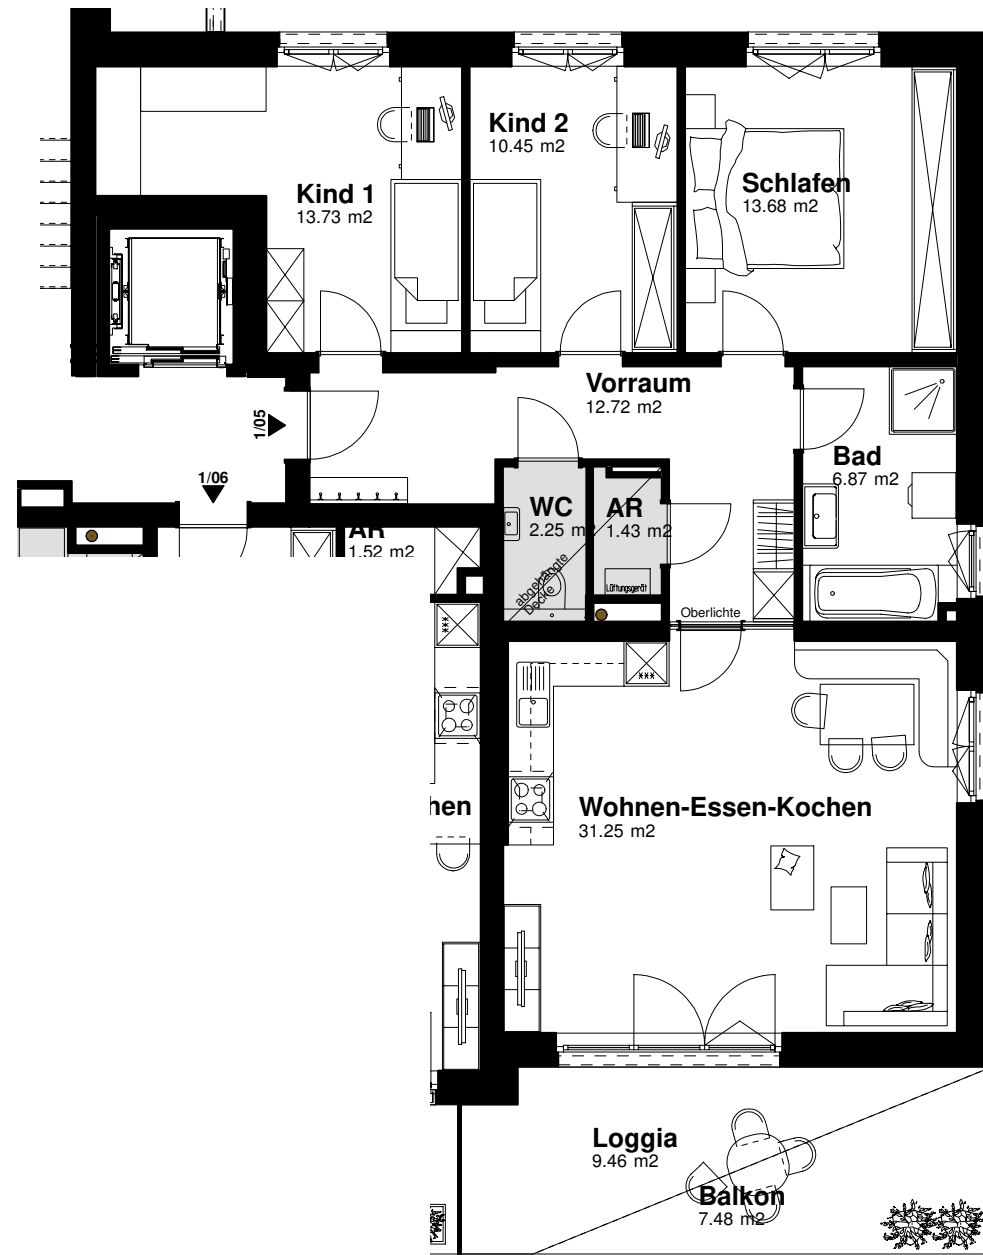 Kind 2
10.45 m2
Schlafen
13.68 m2
Kind 1
13.73 m2
Vorraum
12.72 m2
1/05
Bad
6.87 m2
1/06
WC
2.25 m2
AR
1.43 m2
AR
1.52 m2
abgehängte
Decke
Lüftungsgerät
Oberlichte
***
***
hen
Wohnen-Essen-Kochen
31.25 m2
Loggia
9.46 m2
Balkon
7.48 m2